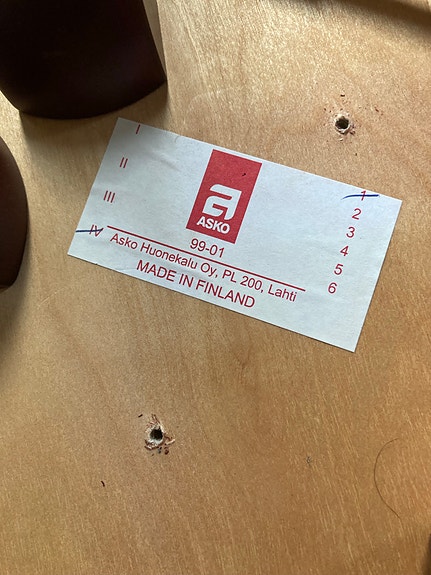 I
II
III
IV
a
ASKO
99-01
Asko Huonekalu Oy, PL 200, Lahti
MADE IN FINLAND
1
2
3
4
5
6